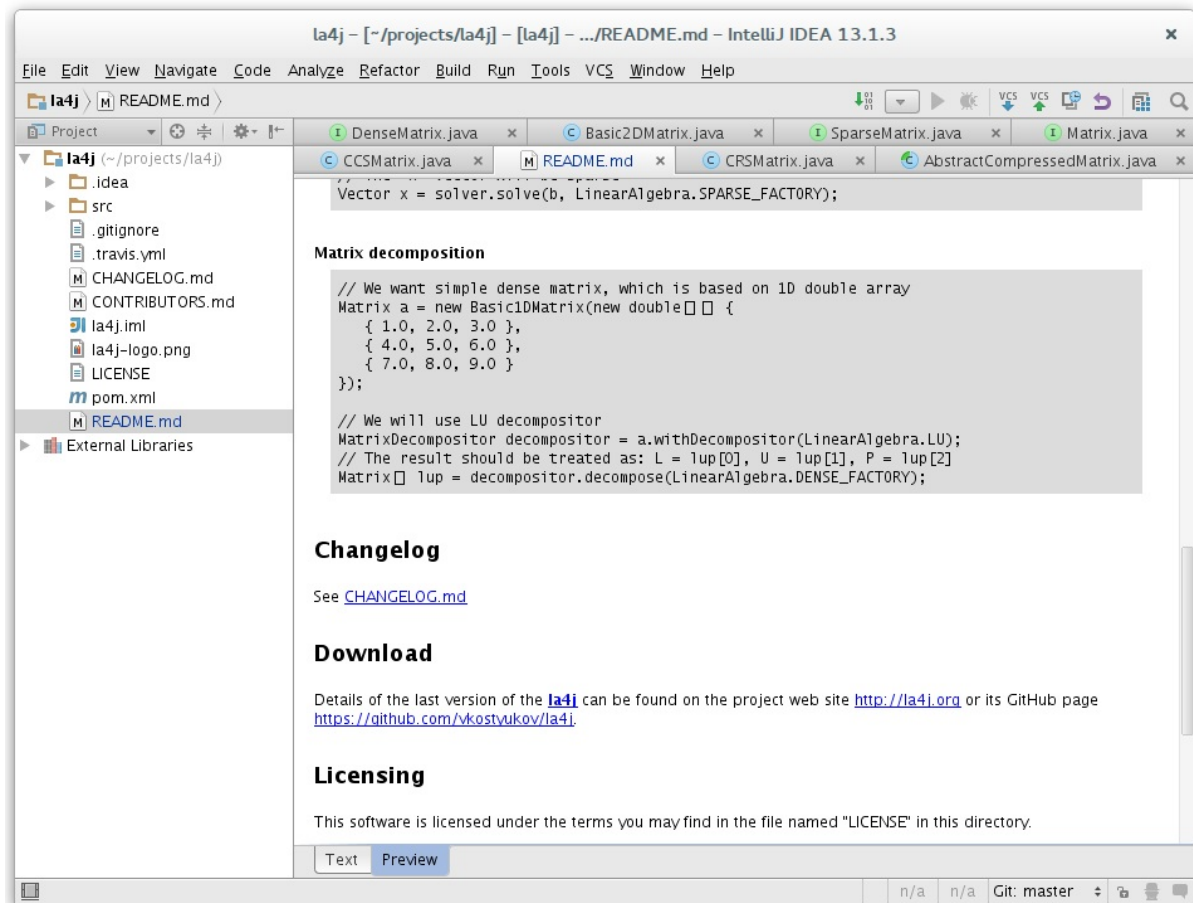 la4j – [~/projects/la4j] – [la4j] – .../README.md – IntelliJ IDEA 13.1.3
File Edit View Navigate Code Analyze Refactor Build Run Tools VCS Window Help
la4j README.md
VCS VCS
Project
DenseMatrix.java Basic2DMatrix.java SparseMatrix.java Matrix.java
CCSMatrix.java README.md CRSMatrix.java AbstractCompressedMatrix.java
la4j (~/projects/la4j)
.idea
src
.gitignore
.travis.yml
CHANGELOG.md
CONTRIBUTORS.md
la4j.iml
la4j-logo.png
LICENSE
pom.xml
README.md
External Libraries
Vector x = solver.solve(b, LinearAlgebra.SPARSE_FACTORY);
Matrix decomposition
// We want simple dense matrix, which is based on 1D double array
Matrix a = new Basic1DMatrix(new double[] [] {
{ 1.0, 2.0, 3.0 },
{ 4.0, 5.0, 6.0 },
{ 7.0, 8.0, 9.0 }
});
// We will use LU decompositor
MatrixDecompositor decompositor = a.withDecompositor(LinearAlgebra.LU);
// The result should be treated as: L = lup[0], U = lup[1], P = lup[2]
Matrix[] lup = decompositor.decompose(LinearAlgebra.DENSE_FACTORY);
Changelog
See CHANGELOG.md
Download
Details of the last version of the la4j can be found on the project web site http://la4j.org or its GitHub page
https://github.com/vkostyukov/la4j.
Licensing
This software is licensed under the terms you may find in the file named "LICENSE" in this directory.
Text Preview
n/a n/a Git: master